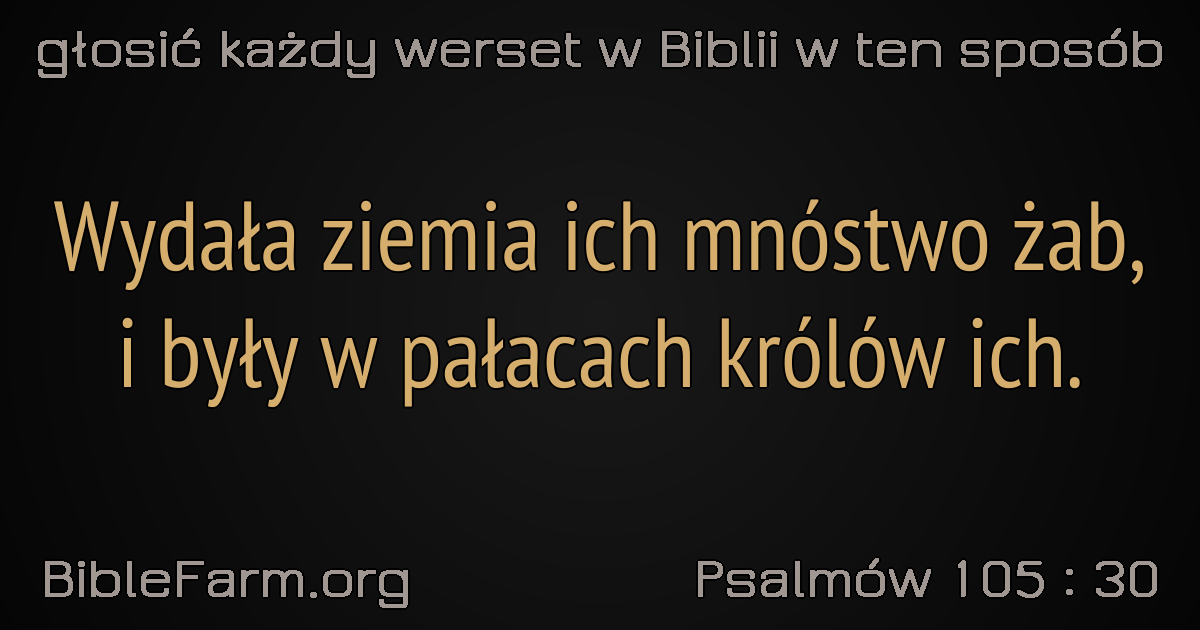 głosić każdy werset w Biblii w ten sposób
Wydała ziemia ich mnóstwo żab,
i były w pałacach królów ich.
BibleFarm.org
Psalmów 105 : 30